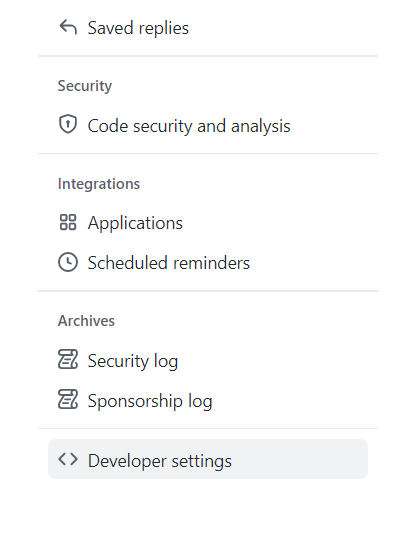 Saved replies
Security
Code security and analysis
Integrations
Applications
Scheduled reminders
Archives
Security log
Sponsorship log
Developer settings